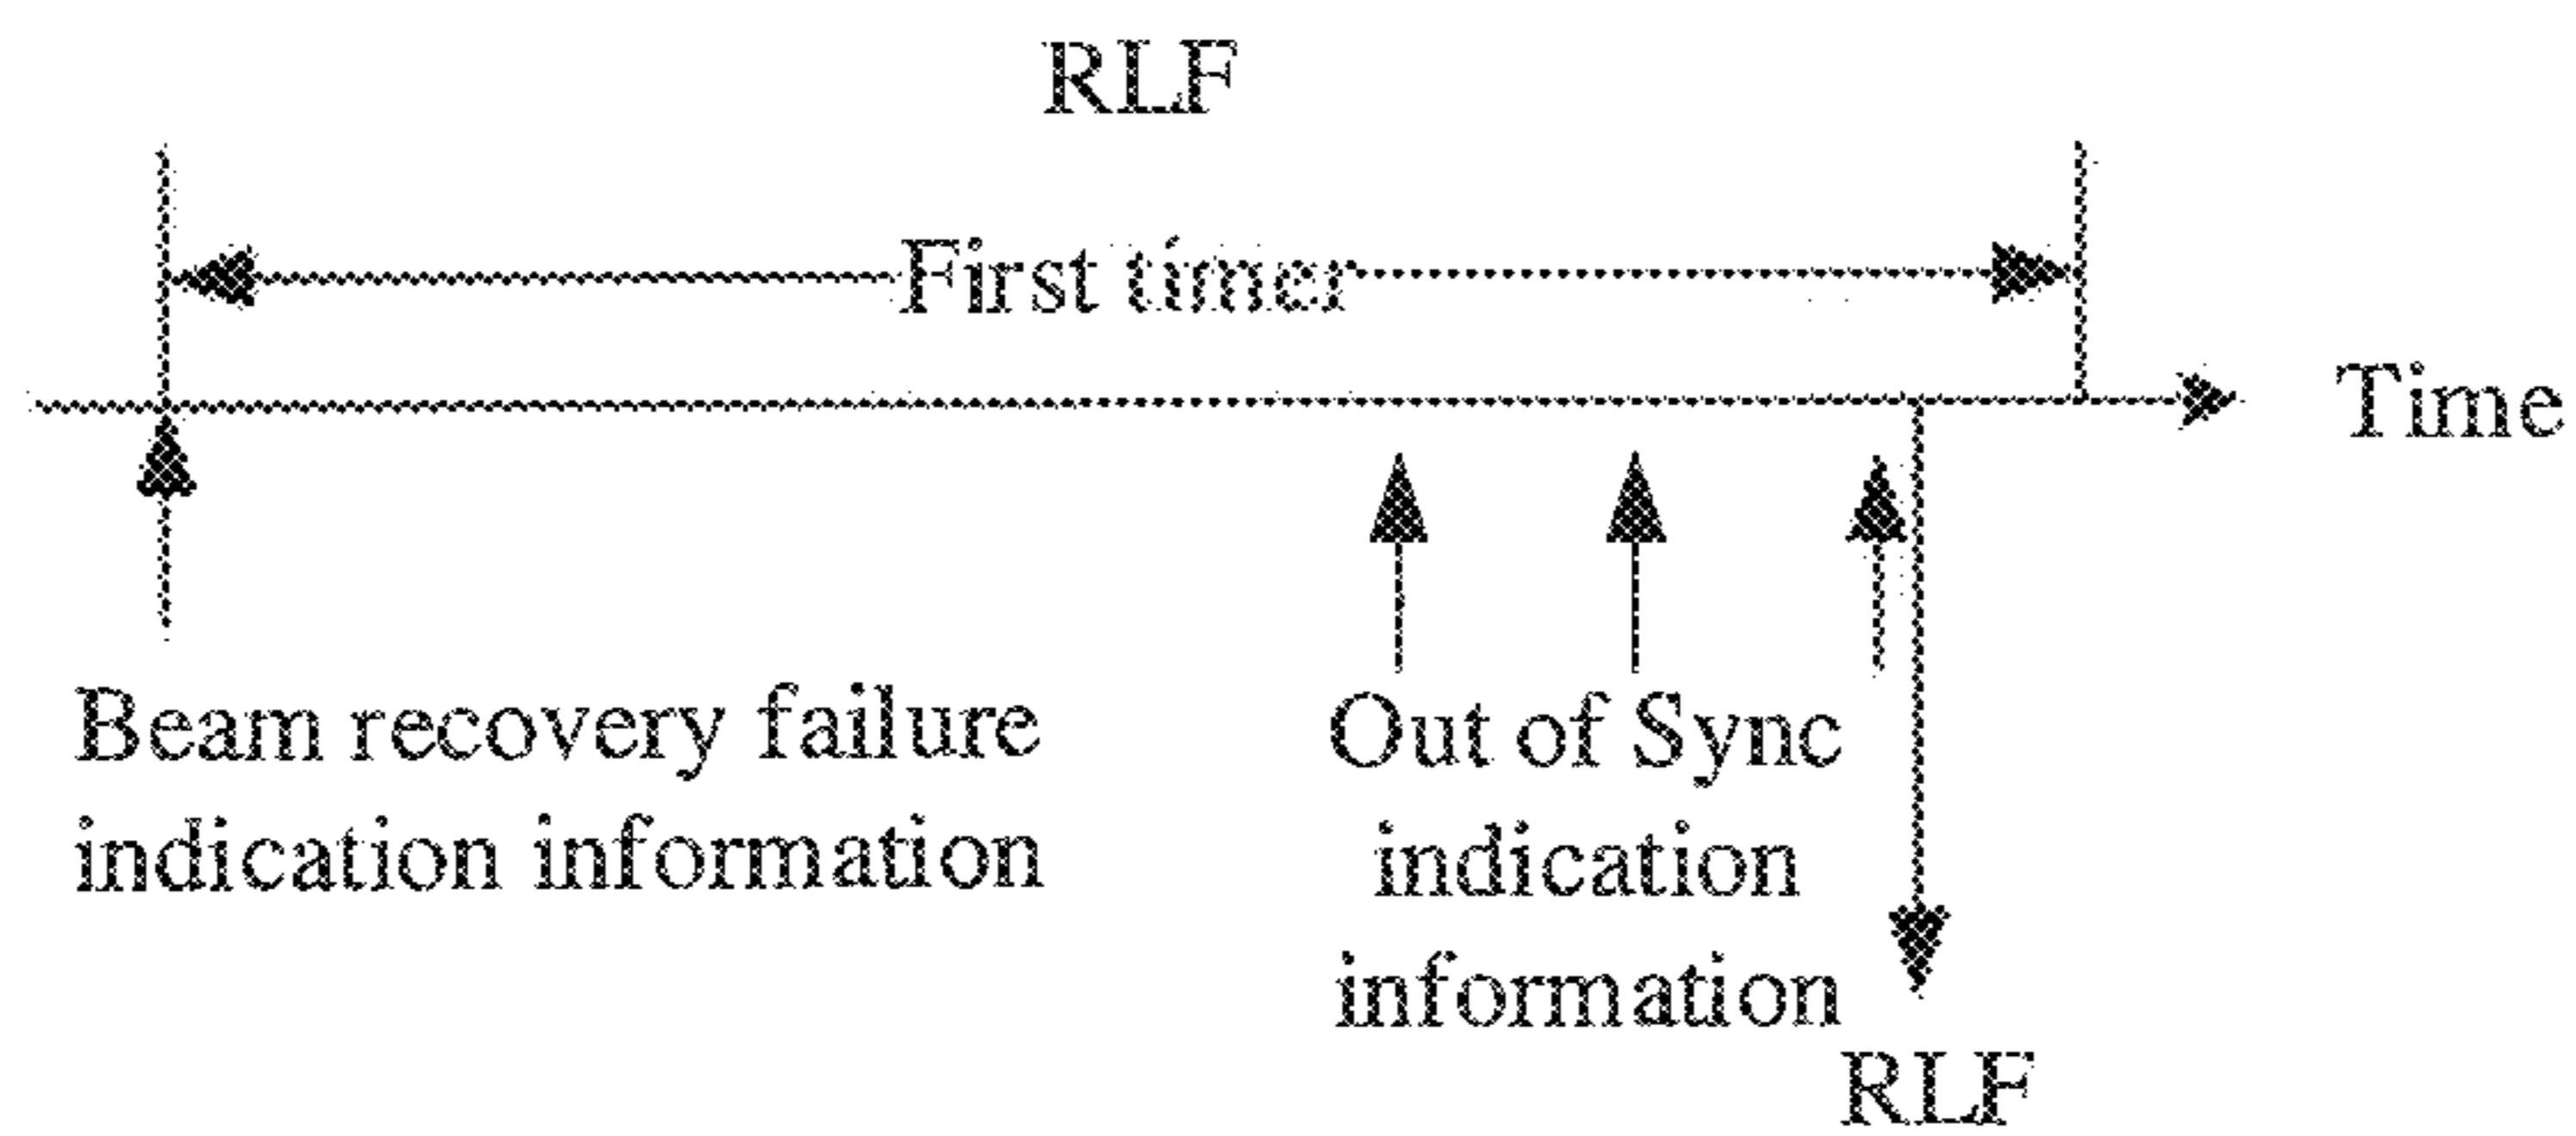 RLF
First timer
Time
Beam recovery failure
indication information
Out of Sync
indication
information
RLF